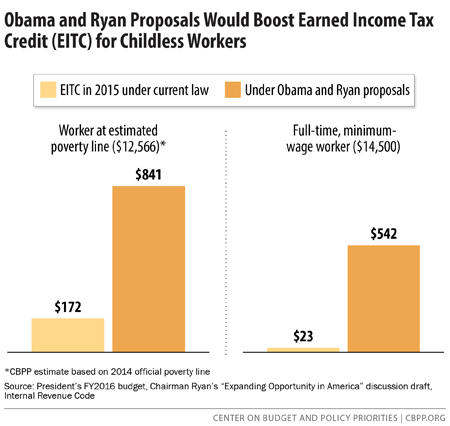 Obama and Ryan Proposals Would Boost Earned Income Tax
Credit (EITC) for Childless Workers
EITC in 2015 under current law
Under Obama and Ryan proposals
Worker at estimated
poverty line ($12,566)*
$841
$172
Full-time, minimum-
wage worker ($14,500)
$542
$23
*CBPP estimate based on 2014 official poverty line
Source: President's FY2016 budget, Chairman Ryan's "Expanding Opportunity in America" discussion draft,
Internal Revenue Code
CENTER ON BUDGET AND POLICY PRIORITIES | CBPP.ORG